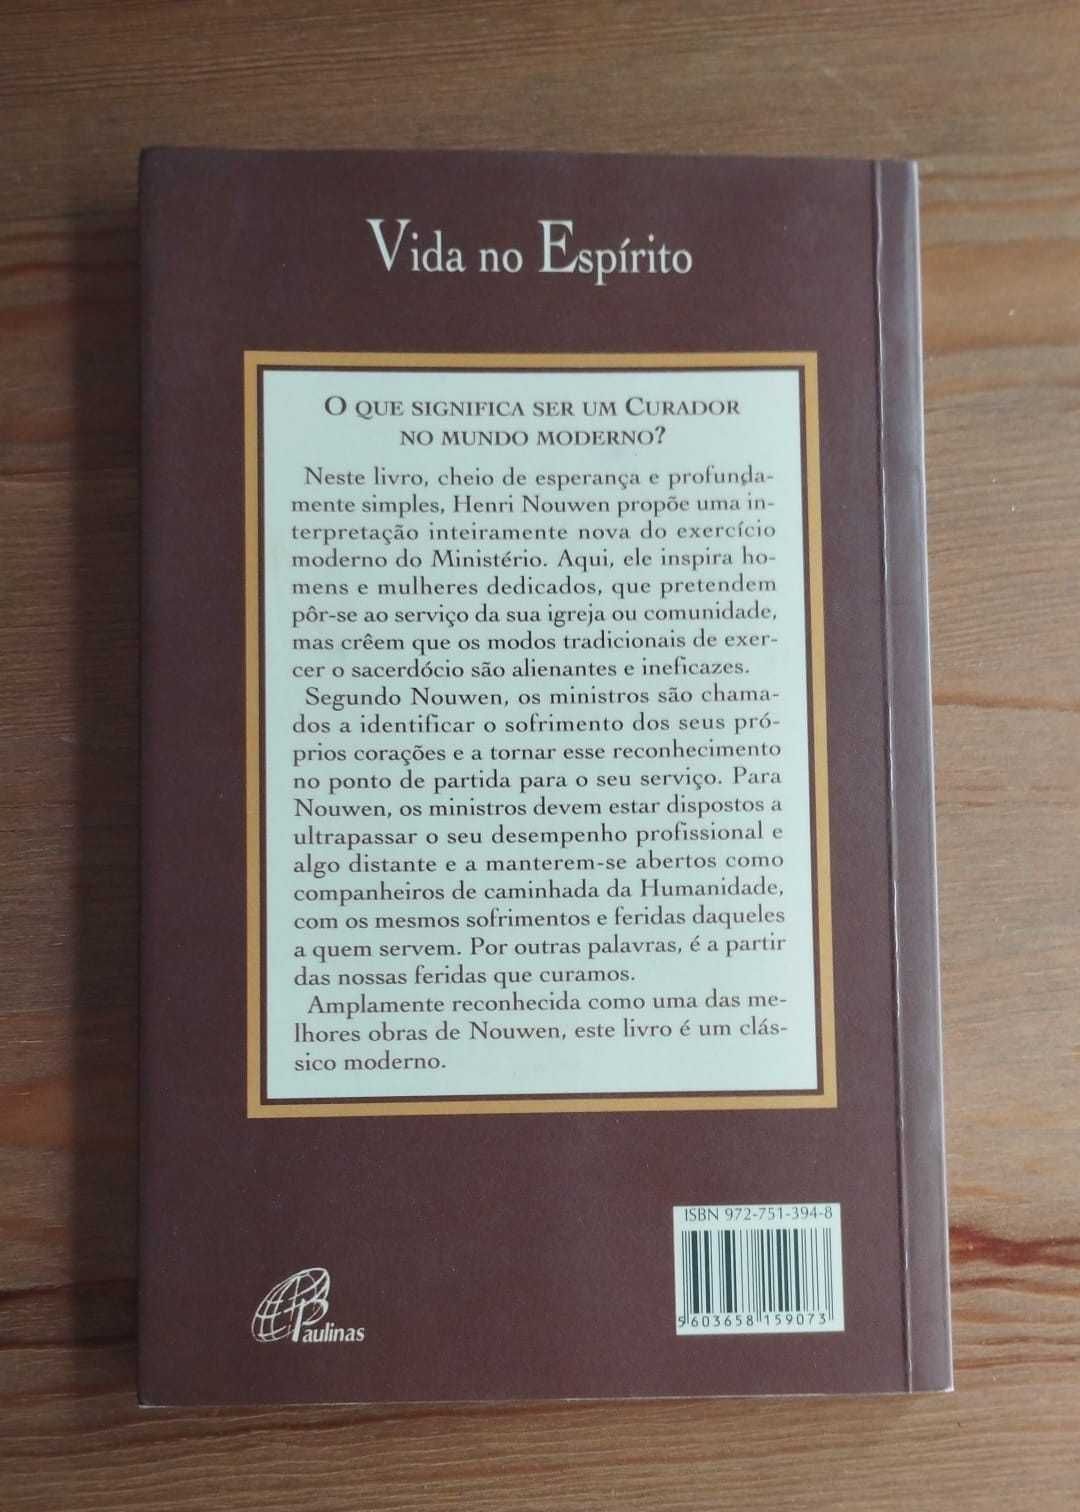 Vida no Espírito
O QUE SIGNIFICA SER UM CURADOR
NO MUNDO MODERNO?
Neste livro, cheio de esperança e profunda-
mente simples, Henri Nouwen propõe uma in-
terpretação inteiramente nova do exercício
moderno do Ministério. Aqui, ele inspira ho-
mens e mulheres dedicados, que pretendem
pôr-se ao serviço da sua igreja ou comunidade,
mas crêem que os modos tradicionais de exer-
cer o sacerdócio são alienantes e ineficazes.
Segundo Nouwen, os ministros são chama-
dos a identificar o sofrimento dos seus pró-
prios corações e a tornar esse reconhecimento
no ponto de partida para o seu serviço. Para
Nouwen, os ministros devem estar dispostos a
ultrapassar o seu desempenho profissional e
algo distante e a manterem-se abertos como
companheiros de caminhada da Humanidade,
com os mesmos sofrimentos e feridas daqueles
a quem servem. Por outras palavras, é a partir
das nossas feridas que curamos.
Amplamente reconhecida como uma das me-
lhores obras de Nouwen, este livro é um clás-
sico moderno.
ISBN 972-751-394-8
5 603658 159073
Paulinas